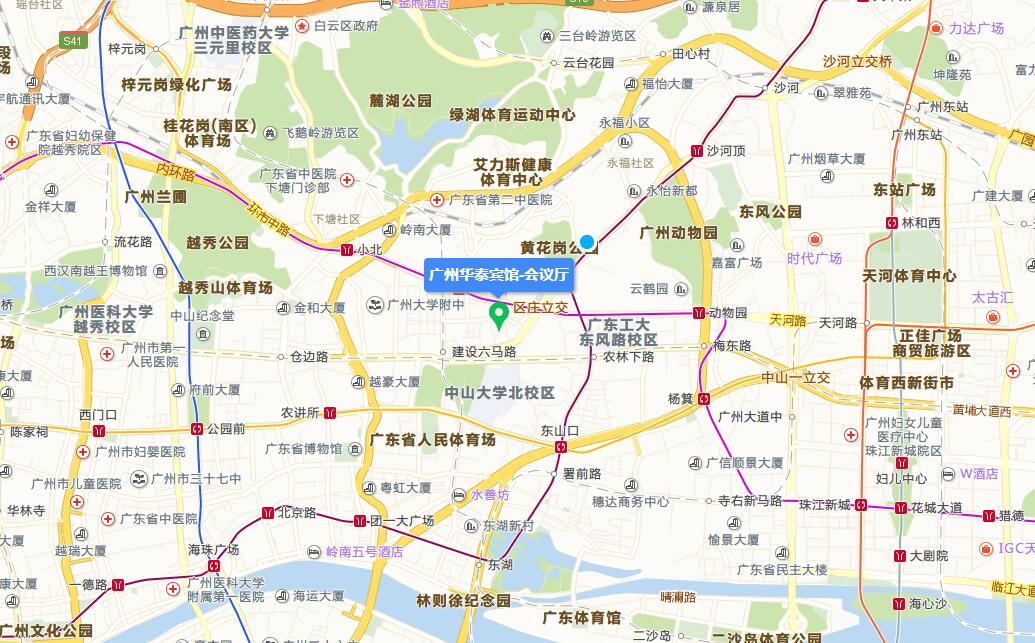 瑶台社区
金辰酒店
濂泉居
S41
广州中医药大学
三元里校区
白云区政府
三台岭游览区
力达广场
梓元岗
云台花园
田心村
沙河立交桥
坤隆苑
梓元岗绿化广场
福怡大厦
沙河
翠雅苑
麓湖公园
绿湖体育运动中心
广州东站
广州东站
桂花岗(南区)
体育场
飞鹅岭游览区
永福小区
广东省妇幼保健
院越秀院区
沙河顶
广州烟草大厦
永福社区
内环路
艾力斯健康
体育中心
广东省中医院
下塘门诊部
永怡新都
东站广场
广州兰圃
广东省第二中医院
广建大厦
金祥大厦
环市中路
下塘社区
东风公园
岭南大厦
林和西
流花路
越秀公园
小北
黄花岗公园
广州动物园
时代广场
嘉富广场
西汉南越王博物馆
广州华泰宾馆-会议厅
天河体育中心
越秀山体育场
云鹤园
太古汇
广州医科大学
越秀校区
中山纪念堂
金和大厦
广州大学附中
区庄立交
动物园
天河路
天河路
广东工大
东风路校区
正佳广场
商贸旅游区
广州市第一
人民医院
仓边路
建设六马路
农林下路
梅东路
府前大厦
越豪大厦
中山大学北校区
中山一立交
体育西新街市
杨箕
西门口
农讲所
广州大道中
黄埔大道西
陈家祠
公园前
东山口
广州妇女儿童
医疗中心
珠江新城院区
广东省人民体育场
广州市妇婴医院
广东省博物馆
广信顺景大厦
广州市儿童医院
广州市三十七中
署前路
妇儿中心
W酒店
粤虹大厦
水善坊
穗达商务中心
寺右新马路
珠江新城
花城大道
猎德
华林寺
广东省中医院
北京路
团一大广场
东湖新村
愉景大厦
越瑞大厦
海珠广场
岭南五号酒店
东湖
大剧院
IGC天
广东省民主大楼
一德路
广州医科大学
附属第一医院
海运大厦
林则徐纪念园
晴澜路
海心沙
临江大道
广州文化公园
广东体育馆
二沙岛
二沙岛体育公园